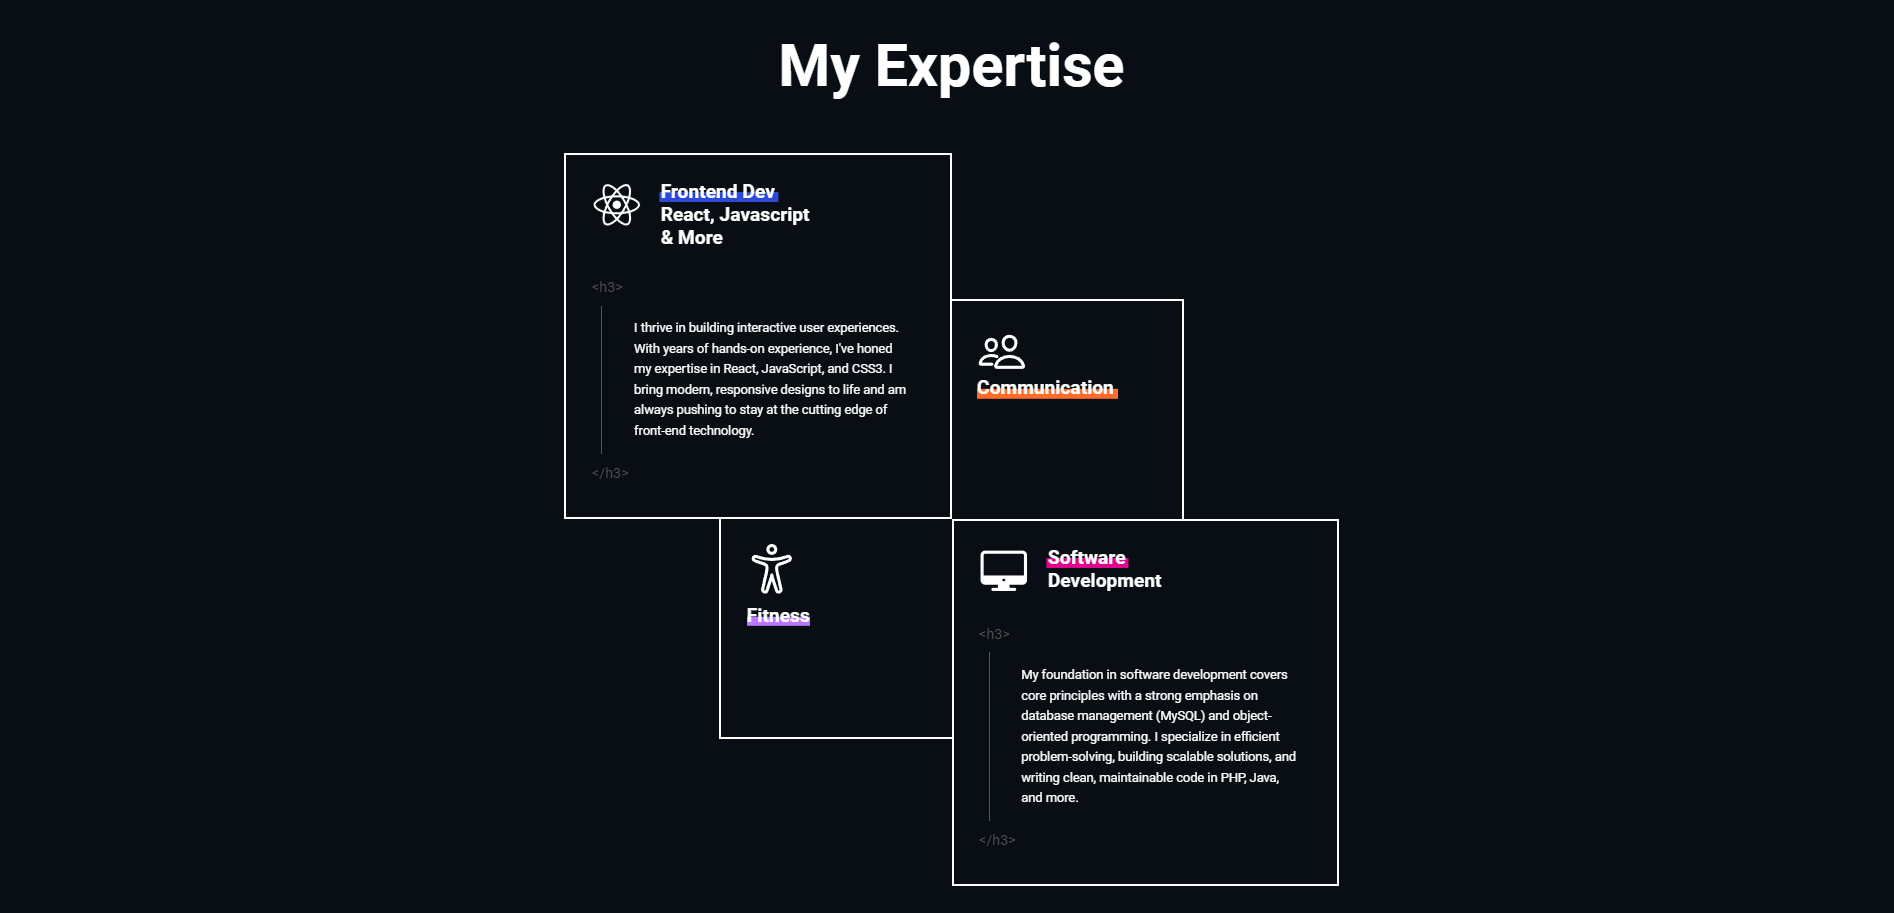 My Expertise
Frontend Dev
React, Javascript
& More
<h3>
I thrive in building interactive user experiences.
With years of hands-on experience, I've honed
my expertise in React, JavaScript, and CSS3. I
bring modern, responsive designs to life and am
always pushing to stay at the cutting edge of
front-end technology.
</h3>
Communication
Fitness
Software
Development
<h3>
My foundation in software development covers
core principles with a strong emphasis on
database management (MySQL) and object-
oriented programming. I specialize in efficient
problem-solving, building scalable solutions, and
writing clean, maintainable code in PHP, Java,
and more.
</h3>